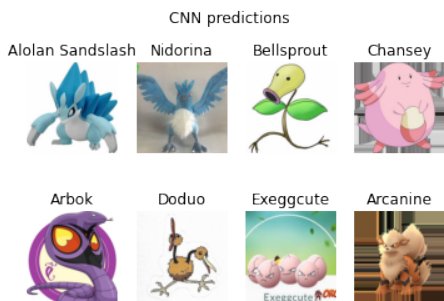 CNN predictions
Alolan Sandslash Nidorina Bellsprout Chansey
Arbok Doduo Exeggcute Arcanine
Exeggcute